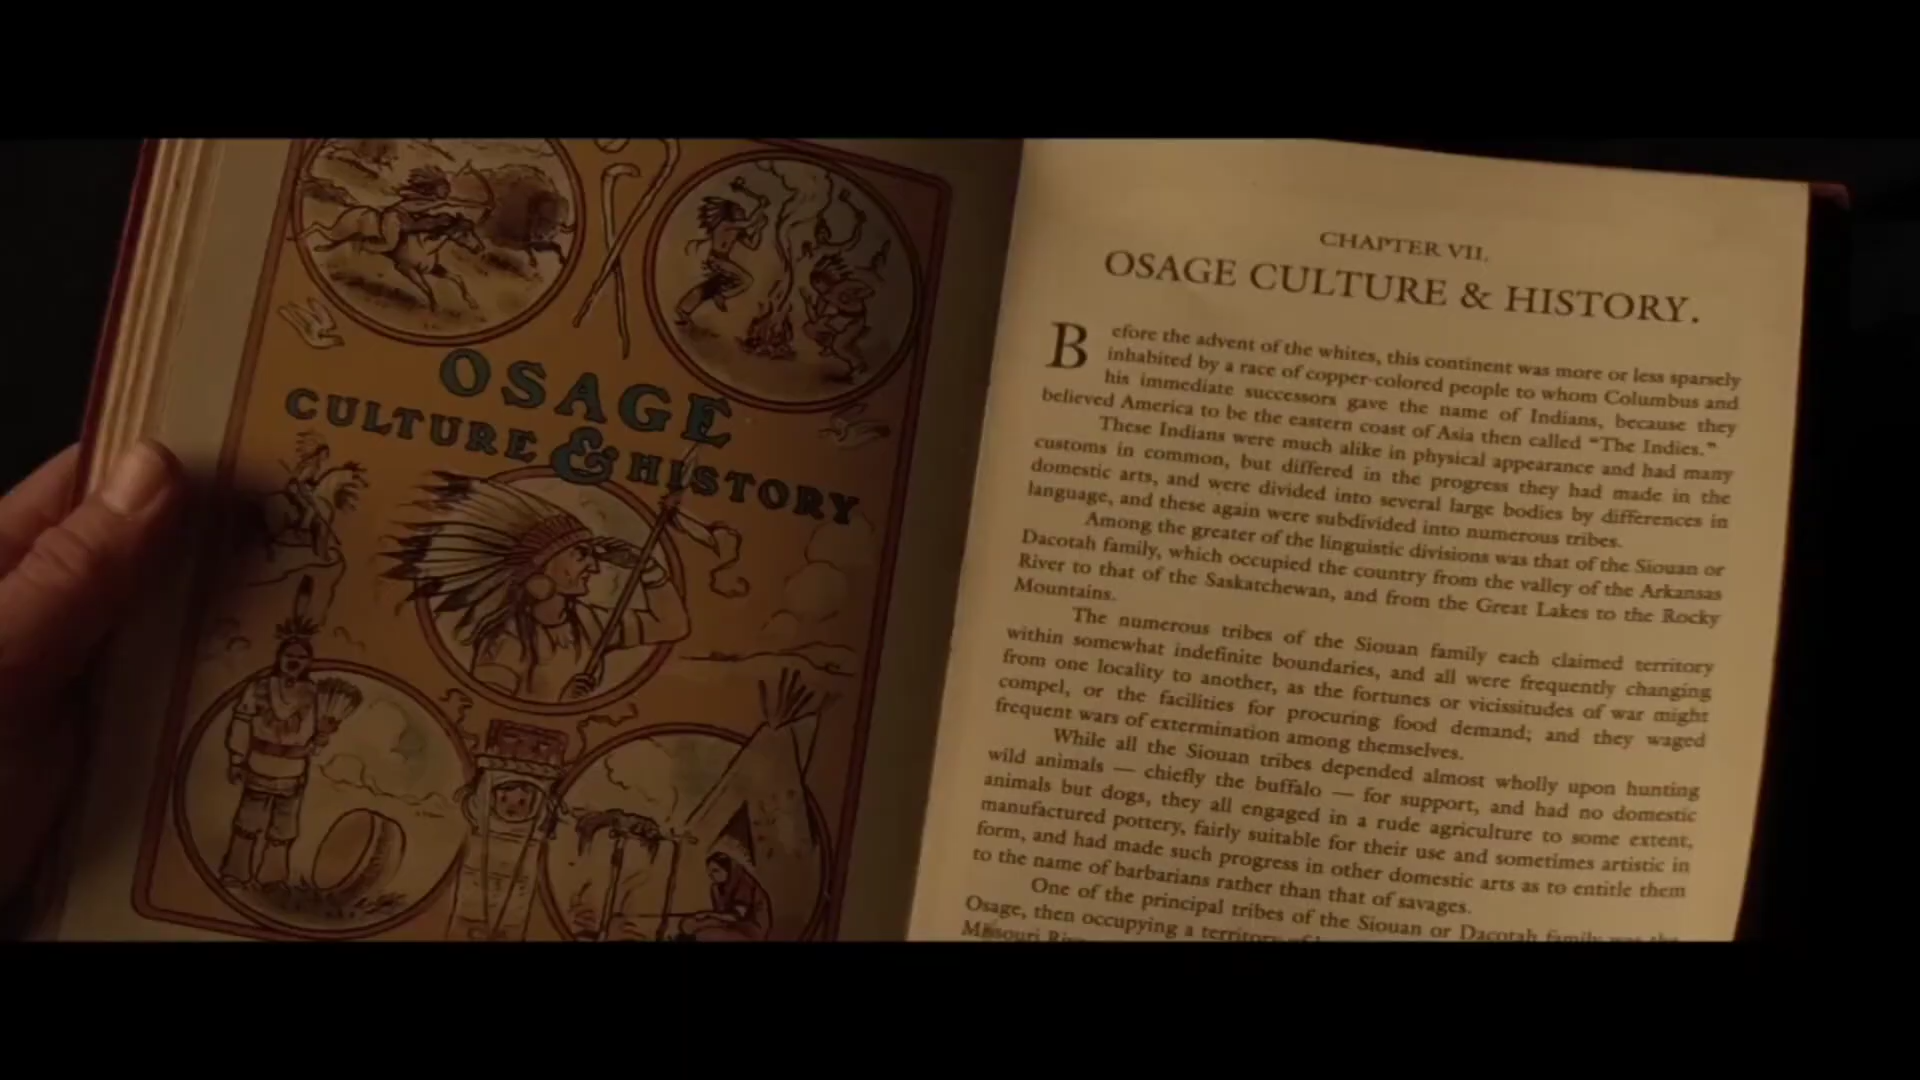 OSAGE
CULTURE & HISTORY
CHAPTER VII.
OSAGE CULTURE & HISTORY.
Before the advent of the whites, this continent was more or less sparsely
inhabited by a race of copper-colored people to whom Columbus and
his immediate successors gave the name of Indians, because they
believed America to be the eastern coast of Asia then called “The Indies.”
These Indians were much alike in physical appearance and had many
customs in common, but differed in the progress they had made in the
domestic arts, and were divided into several large bodies by differences in
language, and these again were subdivided into numerous tribes.
Among the greater of the linguistic divisions was that of the Siouan or
Dacotah family, which occupied the country from the valley of the Arkansas
River to that of the Saskatchewan, and from the Great Lakes to the Rocky
Mountains.
The numerous tribes of the Siouan family each claimed territory
within somewhat indefinite boundaries, and all were frequently changing
from one locality to another, as the fortunes or vicissitudes of war might
compel, or the facilities for procuring food demand; and they waged
frequent wars of extermination among themselves.
While all the Siouan tribes depended almost wholly upon hunting
wild animals — chiefly the buffalo — for support, and had no domestic
animals but dogs, they all engaged in a rude agriculture to some extent,
manufactured pottery, fairly suitable for their use and sometimes artistic in
form, and had made such progress in other domestic arts as to entitle them
to the name of barbarians rather than that of savages.
One of the principal tribes of the Siouan or Dacotah family was the
Osage, then occupying a territory
Missouri